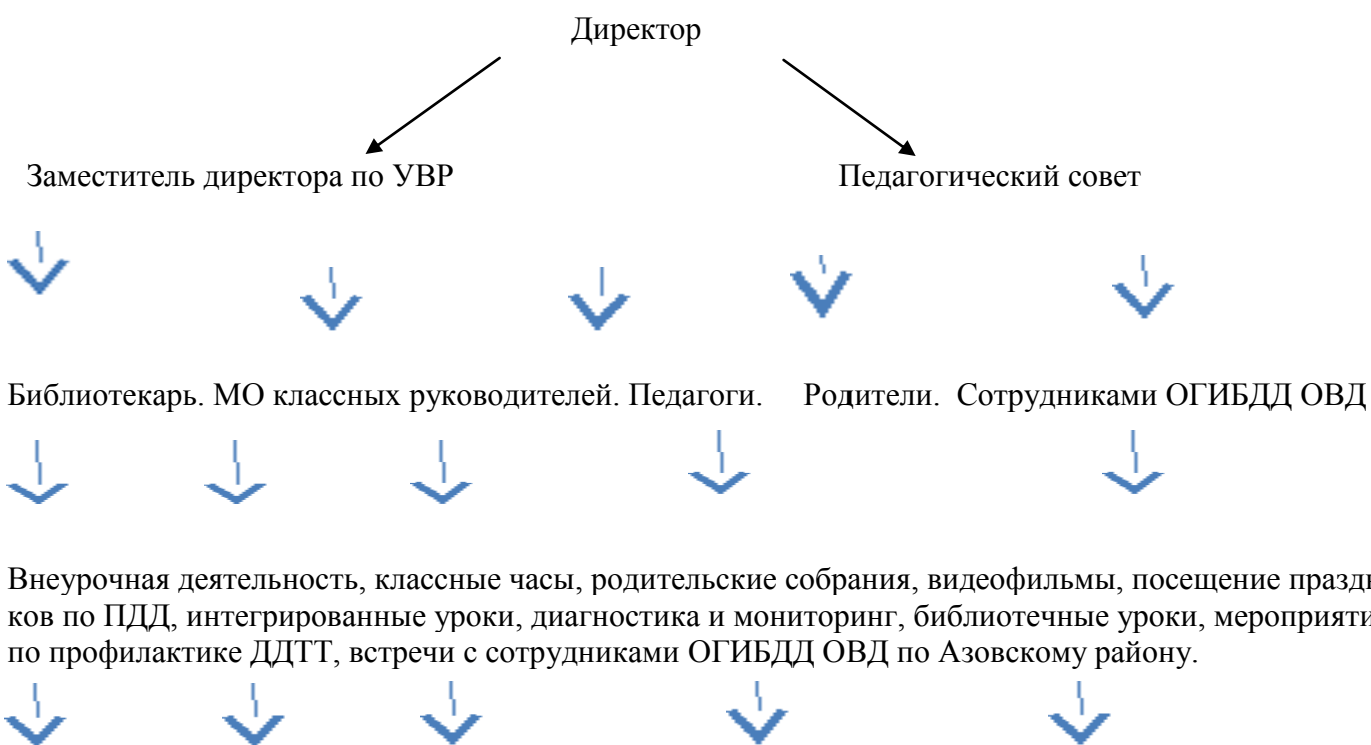 Директор
Заместитель директора по УВР Педагогический совет
Библиотекарь. МО классных руководителей. Педагоги. Родители. Сотрудниками ОГИБДД ОВД
Внеурочная деятельность, классные часы, родительские собрания, видеофильмы, посещение праздн
ков по ПДД, интегрированные уроки, диагностика и мониторинг, библиотечные уроки, мероприяти
по профилактике ДДТТ, встречи с сотрудниками ОГИБДД ОВД по Азовскому району.